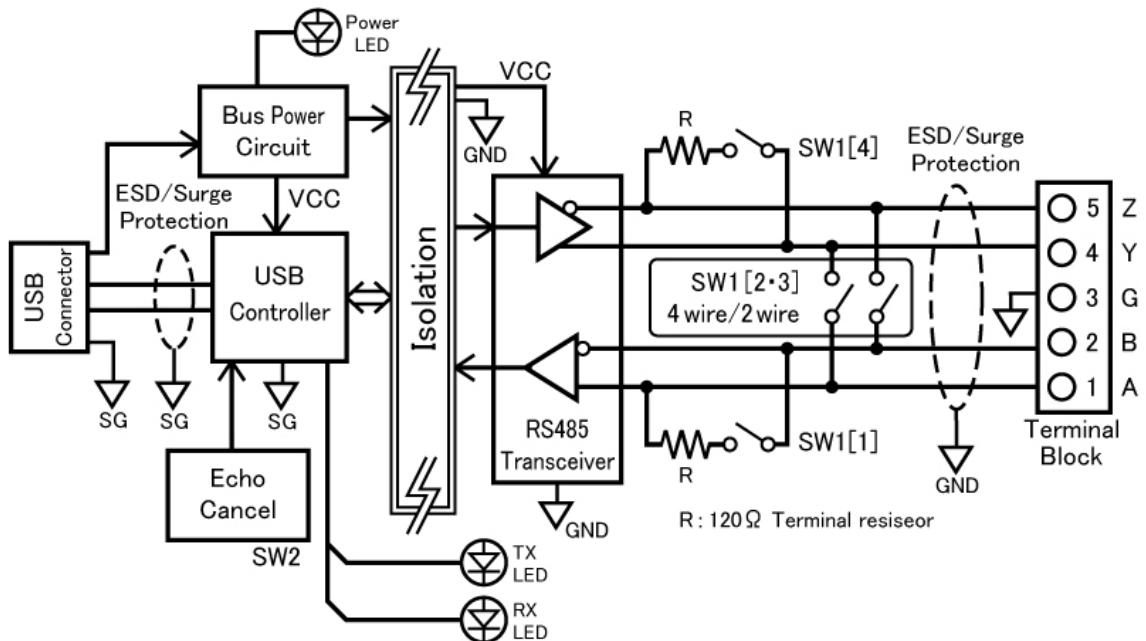 Power
LED
VCC
Bus Power
Circuit
GND
R
SW1[4]
ESD/Surge
Protection
ESD/Surge
Protection
VCC
5 Z
4 Y
3 G
2 B
1 A
USB
Connector
USB
Controller
Isolation
SW1[2・3]
4 wire/2 wire
SG
SG
SG
RS485
Transceiver
R
SW1[1]
Terminal
Block
GND
Echo
Cancel
SW2
GND
R : 120Ω Terminal resiseor
TX
LED
RX
LED